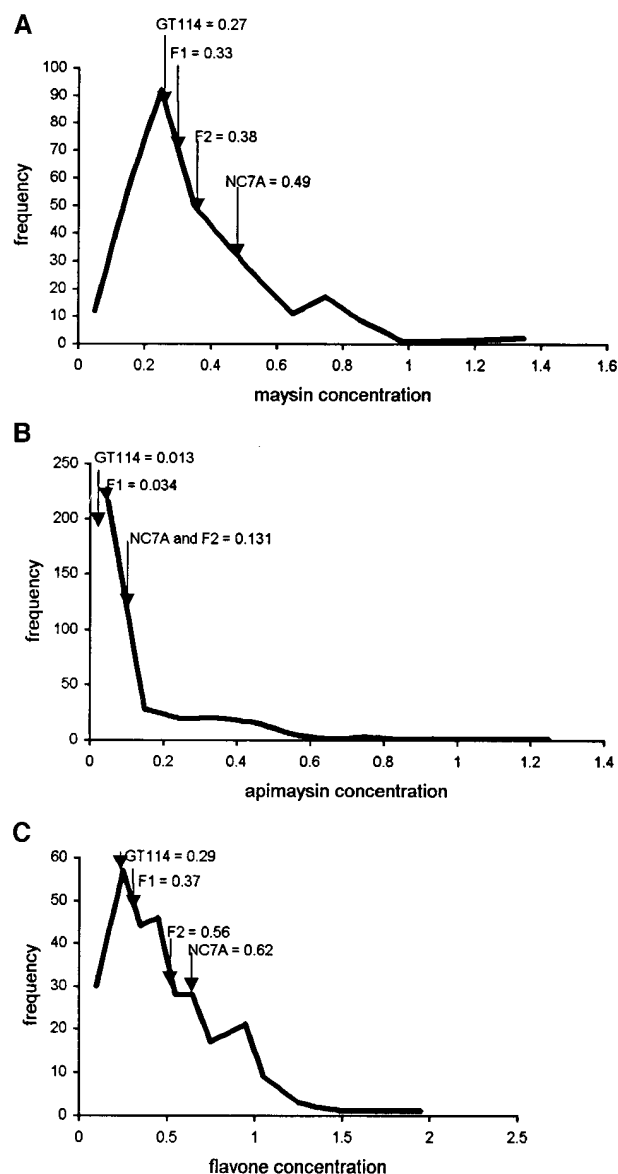 A
GT114 = 0.27
F1 = 0.33
F2 = 0.38
NC7A = 0.49
100
90
80
70
60
50
40
30
20
10
0
frequency
0 0.2 0.4 0.6 0.8 1 1.2 1.4 1.6
maysin concentration
B
GT114 = 0.013
F1 = 0.034
NC7A and F2 = 0.131
250
200
150
100
50
0
frequency
0 0.2 0.4 0.6 0.8 1 1.2 1.4
apimaysin concentration
C
GT114 = 0.29
F1 = 0.37
F2 = 0.56
NC7A = 0.62
60
50
40
30
20
10
0
frequency
0 0.5 1 1.5 2 2.5
flavone concentration